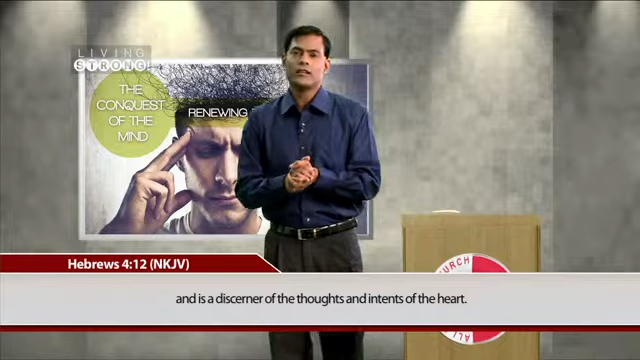 LIVING
STRONG
THE
CONQUEST
OF THE
MIND
RENEWING
Hebrews 4:12 (NKJV)
and is a discerner of the thoughts and intents of the heart.
URCH